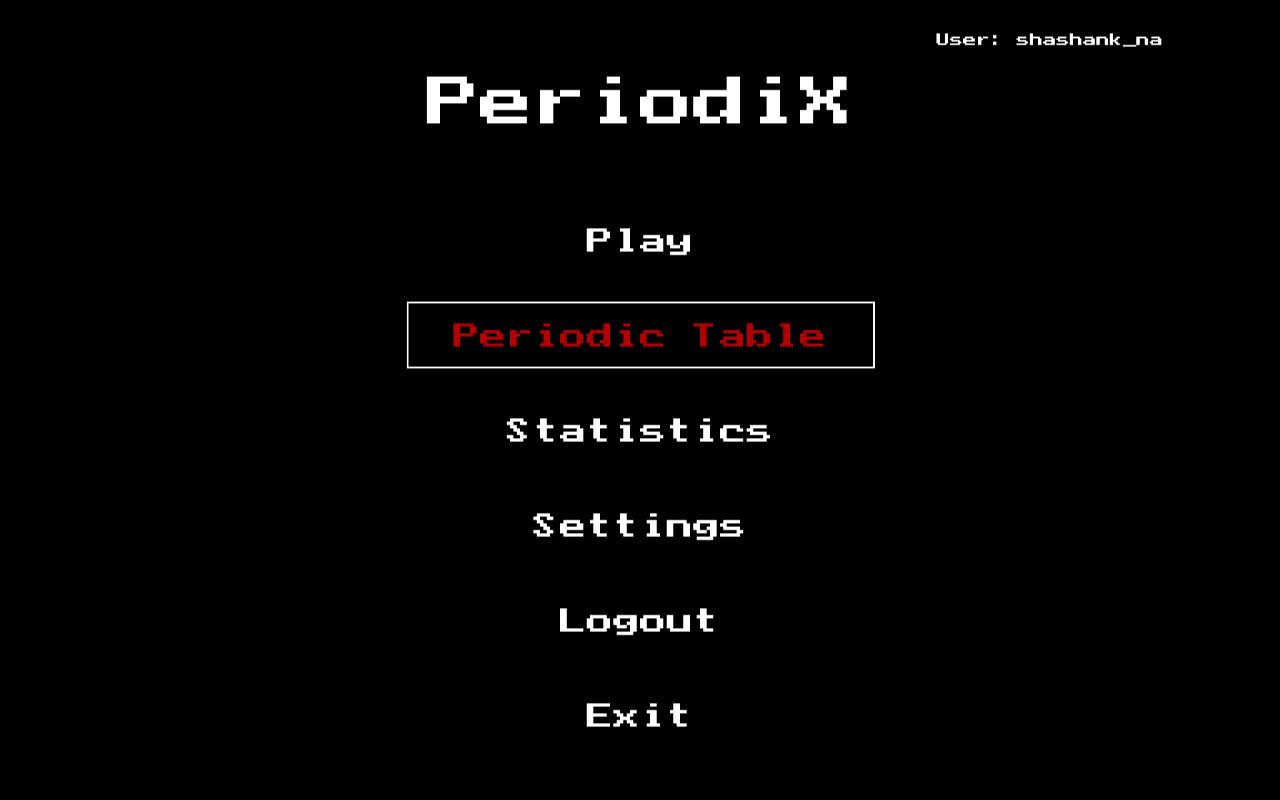 User: shashank_na
PeriodiX
Play
Periodic Table
Statistics
Settings
Logout
Exit